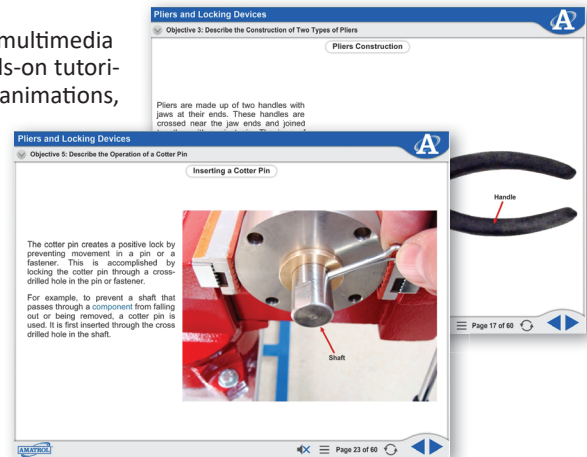 multimedia
ds-on tutori-
animations,
Pliers and Locking Devices
Objective 3: Describe the Construction of Two Types of Pliers
Pliers Construction
Pliers are made up of two handles with
jaws at their ends. These handles are
crossed near the jaw ends and joined
Handle
Page 17 of 60
Pliers and Locking Devices
Objective 5: Describe the Operation of a Cotter Pin
Inserting a Cotter Pin
The cotter pin creates a positive lock by
preventing movement in a pin or a
fastener. This is accomplished by
locking the cotter pin through a cross-
drilled hole in the pin or fastener.
For example, to prevent a shaft that
passes through a component from falling
out or being removed, a cotter pin is
used. It is first inserted through the cross
drilled hole in the shaft.
Shaft
AMATROL
Page 23 of 60